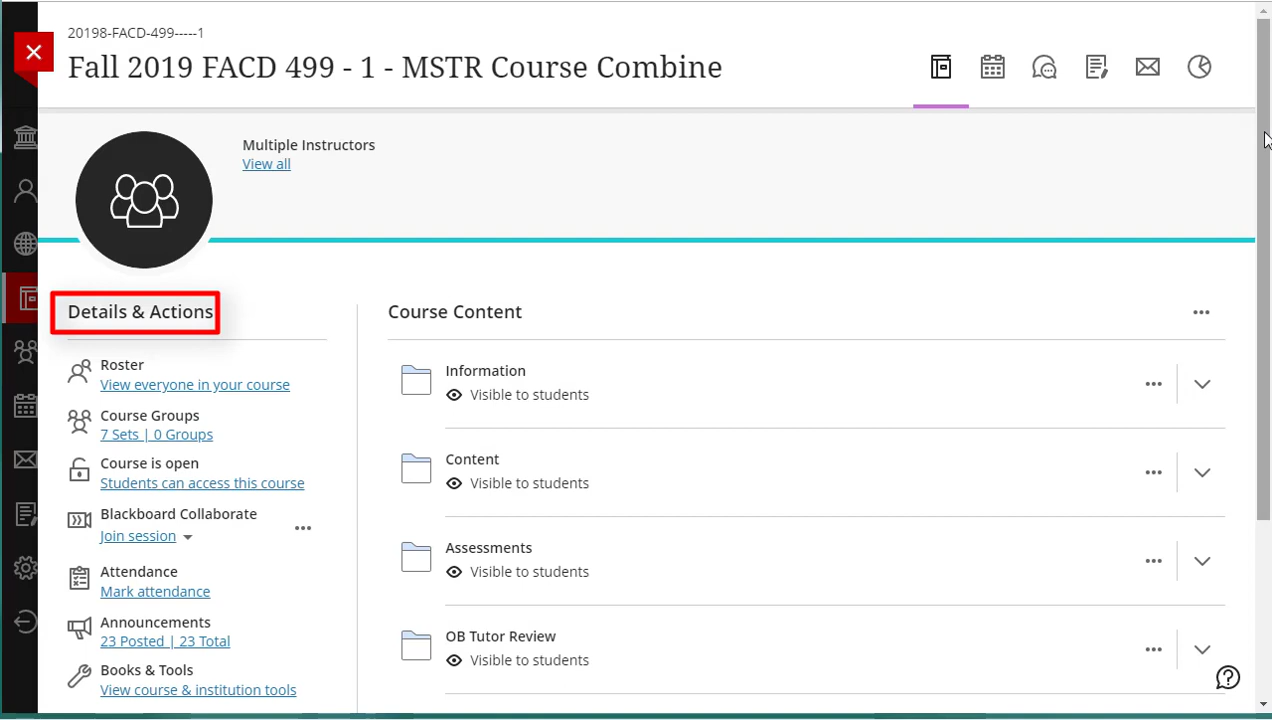 20198-FACD-499-----1
Fall 2019 FACD 499 - 1 - MSTR Course Combine
Multiple Instructors
View all
Details & Actions
Roster
View everyone in your course
Course Groups
7 Sets | 0 Groups
Course is open
Students can access this course
Blackboard Collaborate
Join session
Attendance
Mark attendance
Announcements
23 Posted | 23 Total
Books & Tools
View course & institution tools
Course Content
Information
Visible to students
Content
Visible to students
Assessments
Visible to students
OB Tutor Review
Visible to students